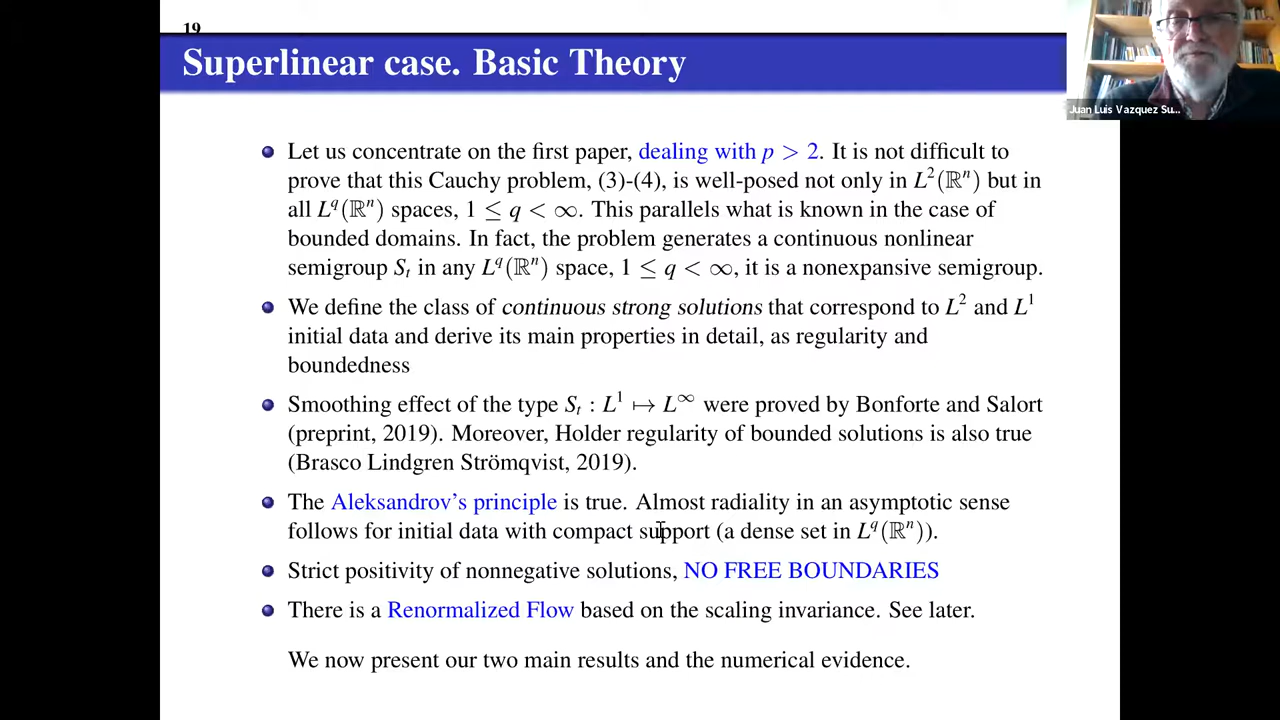 19
Superlinear case. Basic Theory
Juan Luis Vazquez Su...
Let us concentrate on the first paper, dealing with p > 2. It is not difficult to
prove that this Cauchy problem, (3)-(4), is well-posed not only in L²(ℝⁿ) but in
all L^q(ℝⁿ) spaces, 1 ≤ q < ∞. This parallels what is known in the case of
bounded domains. In fact, the problem generates a continuous nonlinear
semigroup S_t in any L^q(ℝⁿ) space, 1 ≤ q < ∞, it is a nonexpansive semigroup.
We define the class of continuous strong solutions that correspond to L² and L¹
initial data and derive its main properties in detail, as regularity and
boundedness
Smoothing effect of the type S_t : L¹ ↦ L^∞ were proved by Bonforte and Salort
(preprint, 2019). Moreover, Holder regularity of bounded solutions is also true
(Brasco Lindgren Strömqvist, 2019).
The Aleksandrov's principle is true. Almost radiality in an asymptotic sense
follows for initial data with compact support (a dense set in L^q(ℝⁿ)).
Strict positivity of nonnegative solutions, NO FREE BOUNDARIES
There is a Renormalized Flow based on the scaling invariance. See later.
We now present our two main results and the numerical evidence.